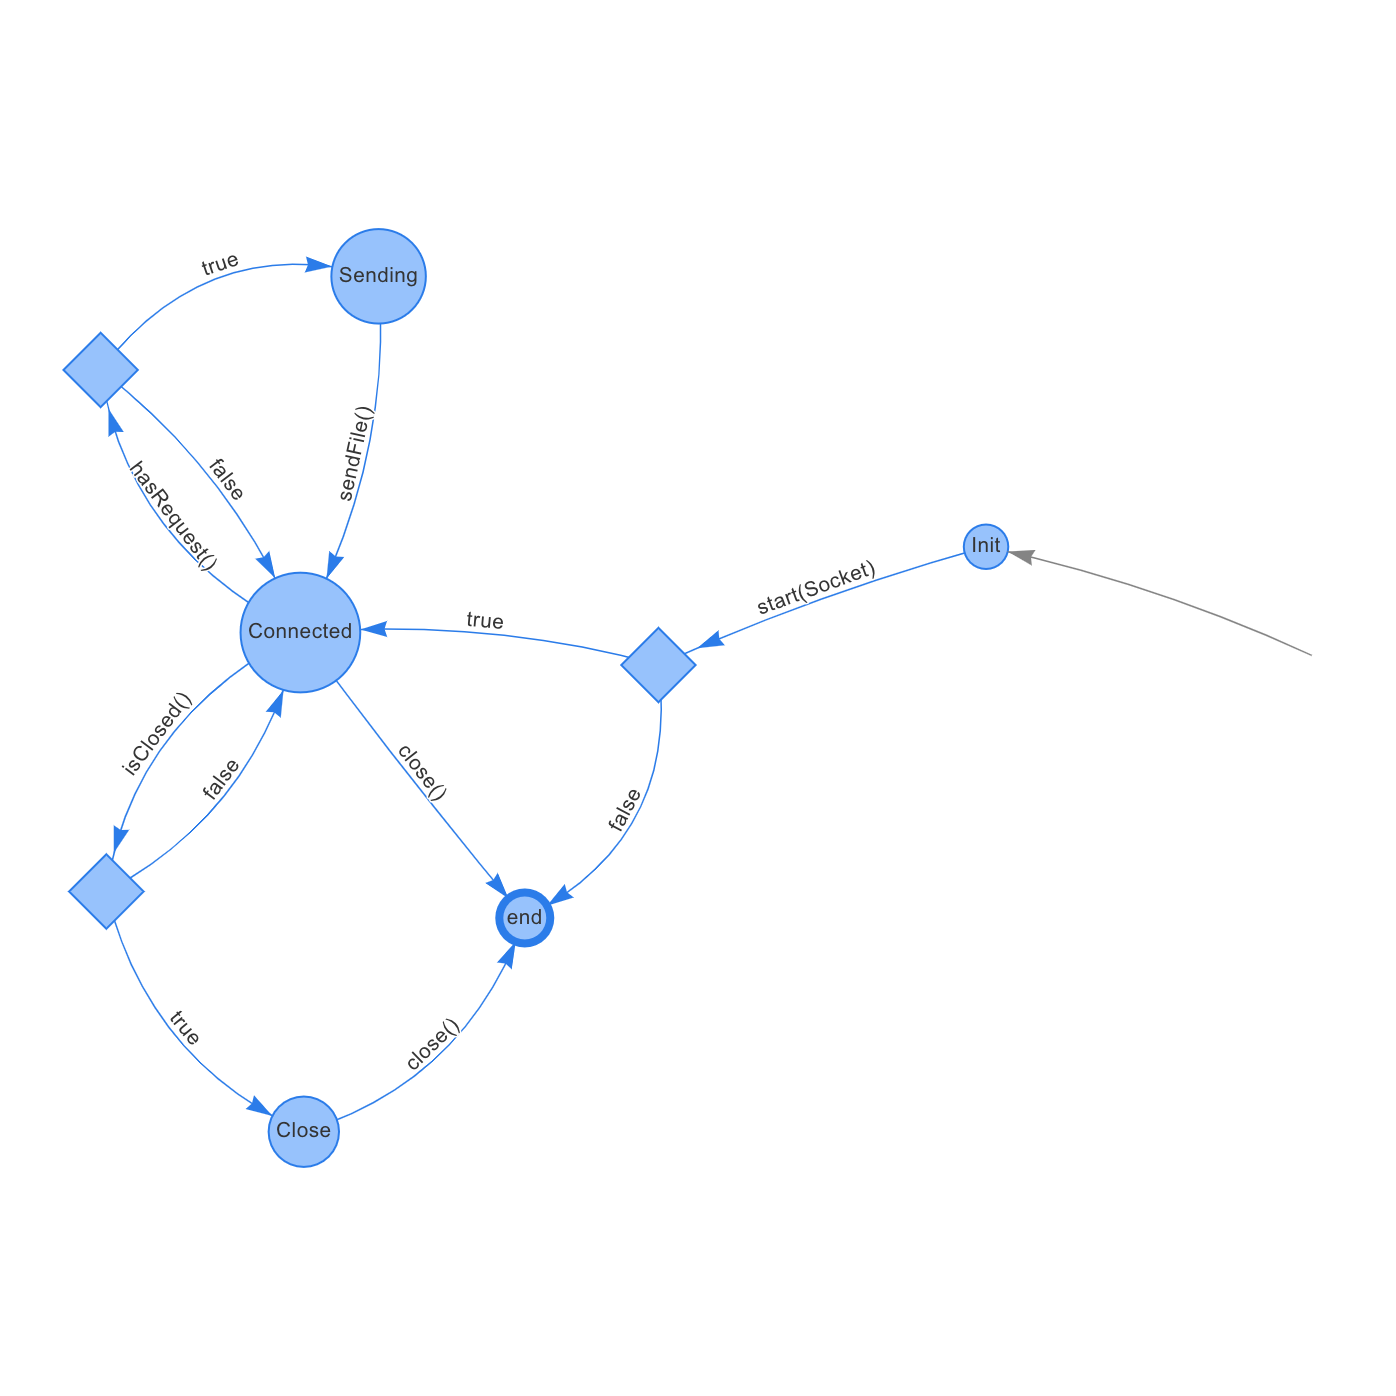 true
Sending
sendFile()
false
hasRequest()
Init
start(Socket)
true
Connected
isClosed()
false
close()
false
end
true
close()
Close